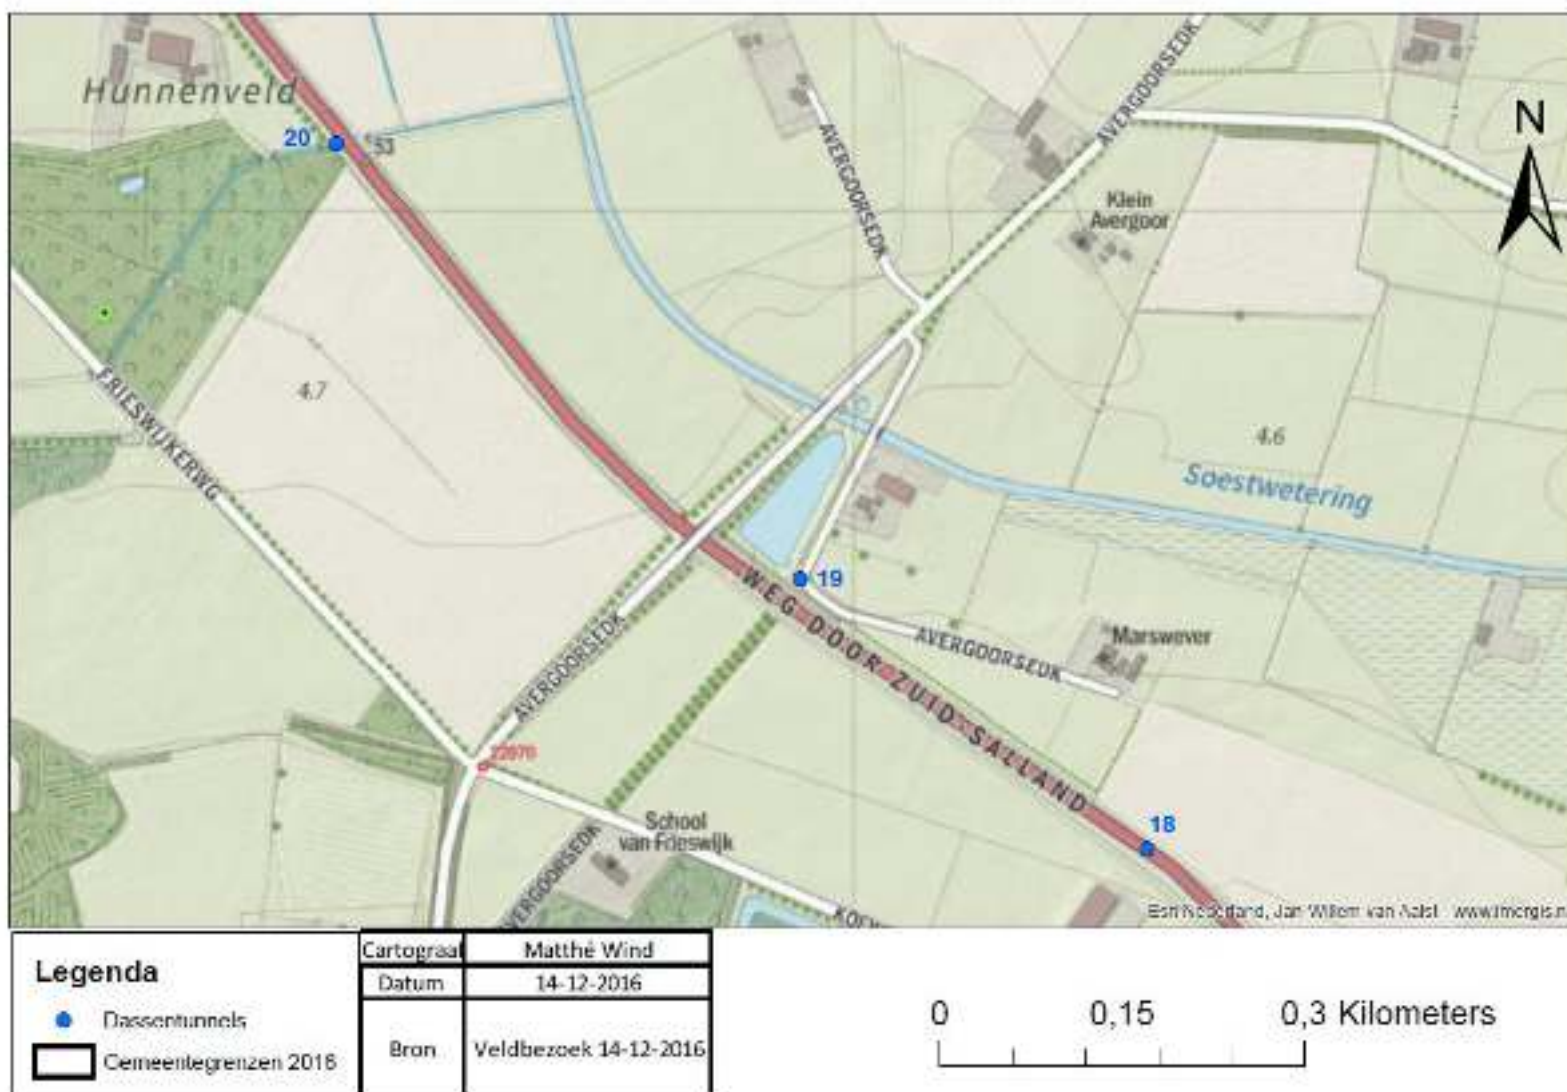 Hunnenveld
20
53
N
AVERGOORSEDK
AVERGOORSEDK
Klein
Avergoor
4.7
4.6
FRIESWIJKERWG
Soestwetering
19
WEG DOOR ZUID SALLAND
AVERGOORSEDK
Marswever
AVERGOORSEDK
18
School
van Frieswijk
AVERGOORSEDK
Esri Nederland, Jan-Willem van Aalst - www.imergis.n
Legenda
Dassentunnels
Gemeentegrenzen 2016
Cartograaf Matthé Wind
Datum 14-12-2016
Bron Veldbezoek 14-12-2016
0 0,15 0,3 Kilometers